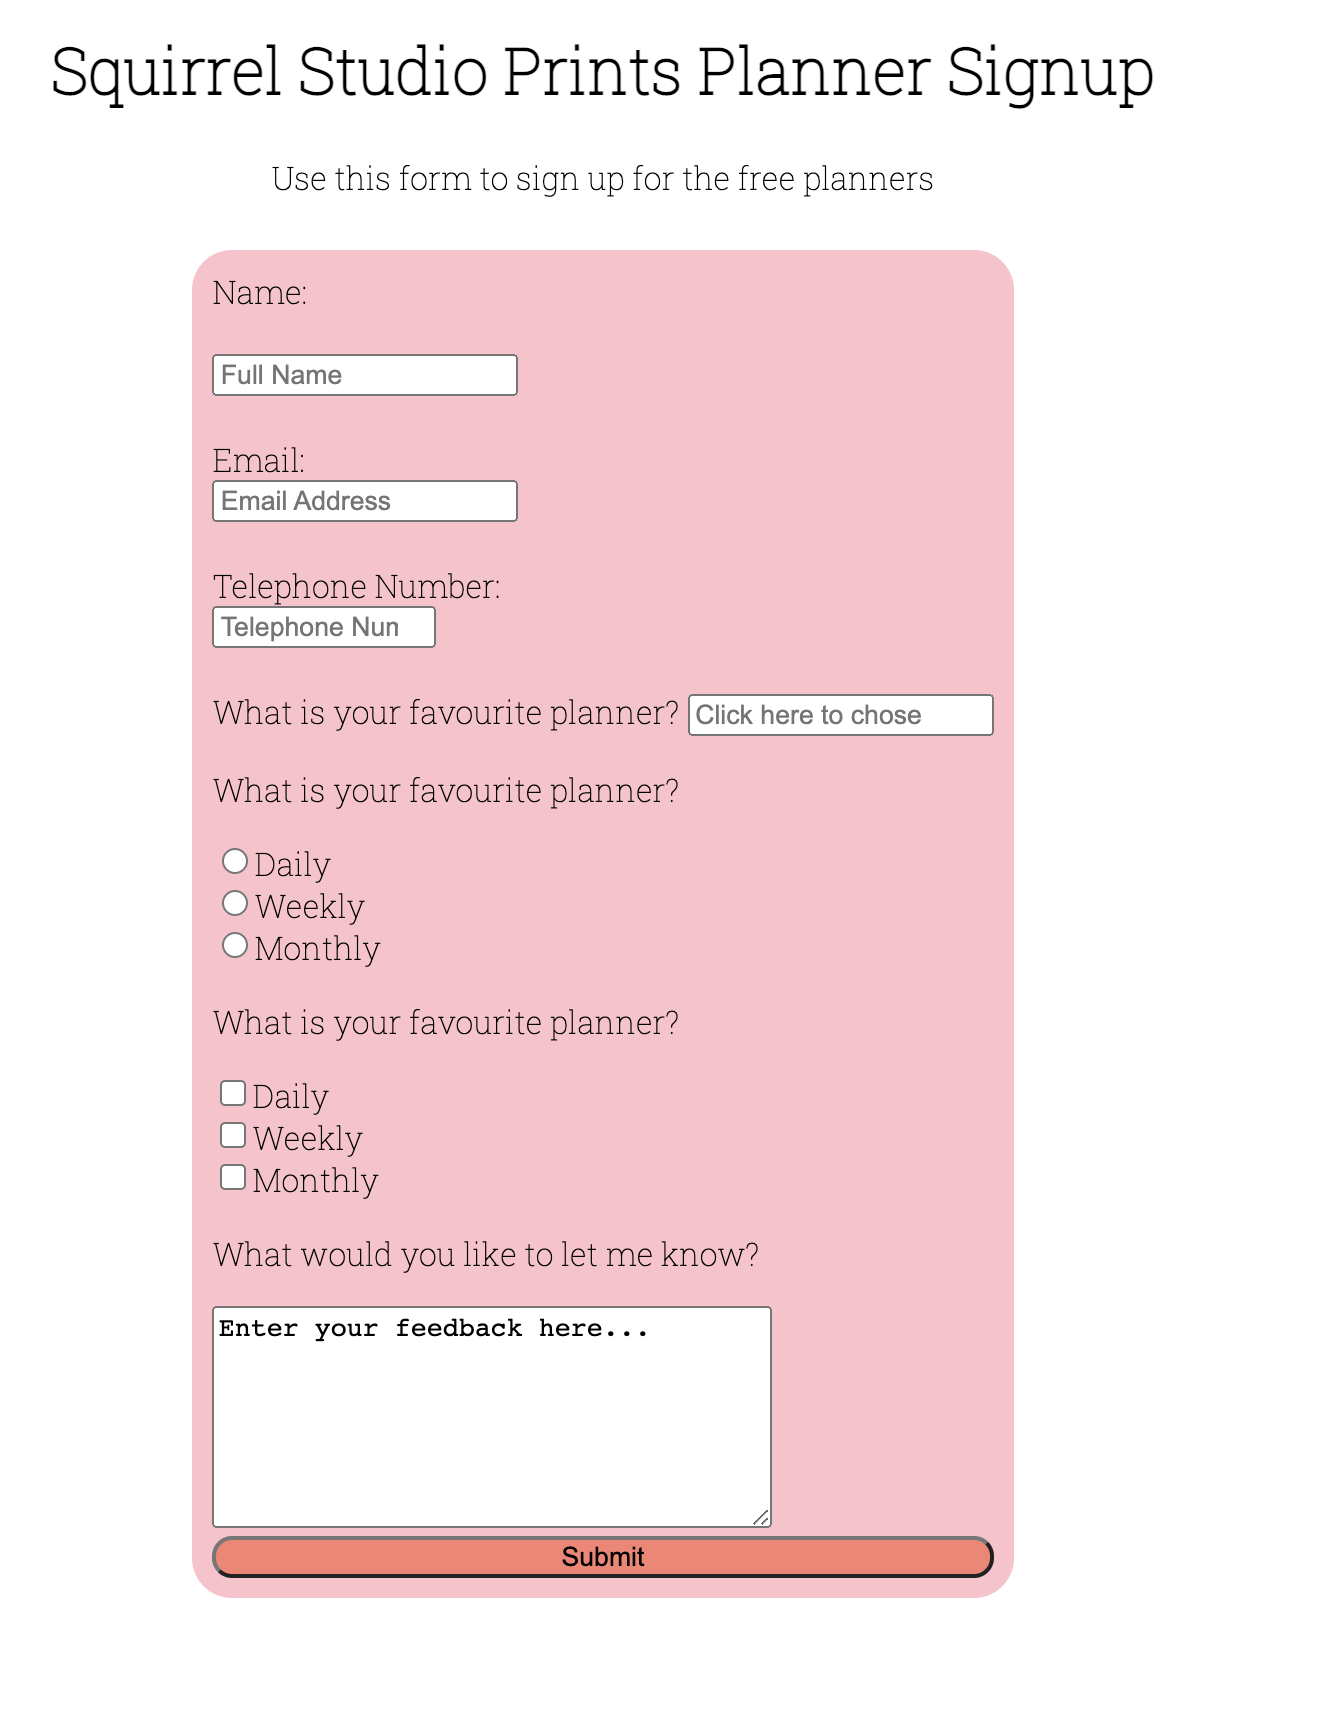 Squirrel Studio Prints Planner Signup
Use this form to sign up for the free planners
Name:
Full Name
Email:
Email Address
Telephone Number:
Telephone Nun
What is your favourite planner? Click here to chose
What is your favourite planner?
Daily
Weekly
Monthly
What is your favourite planner?
Daily
Weekly
Monthly
What would you like to let me know?
Enter your feedback here...
Submit